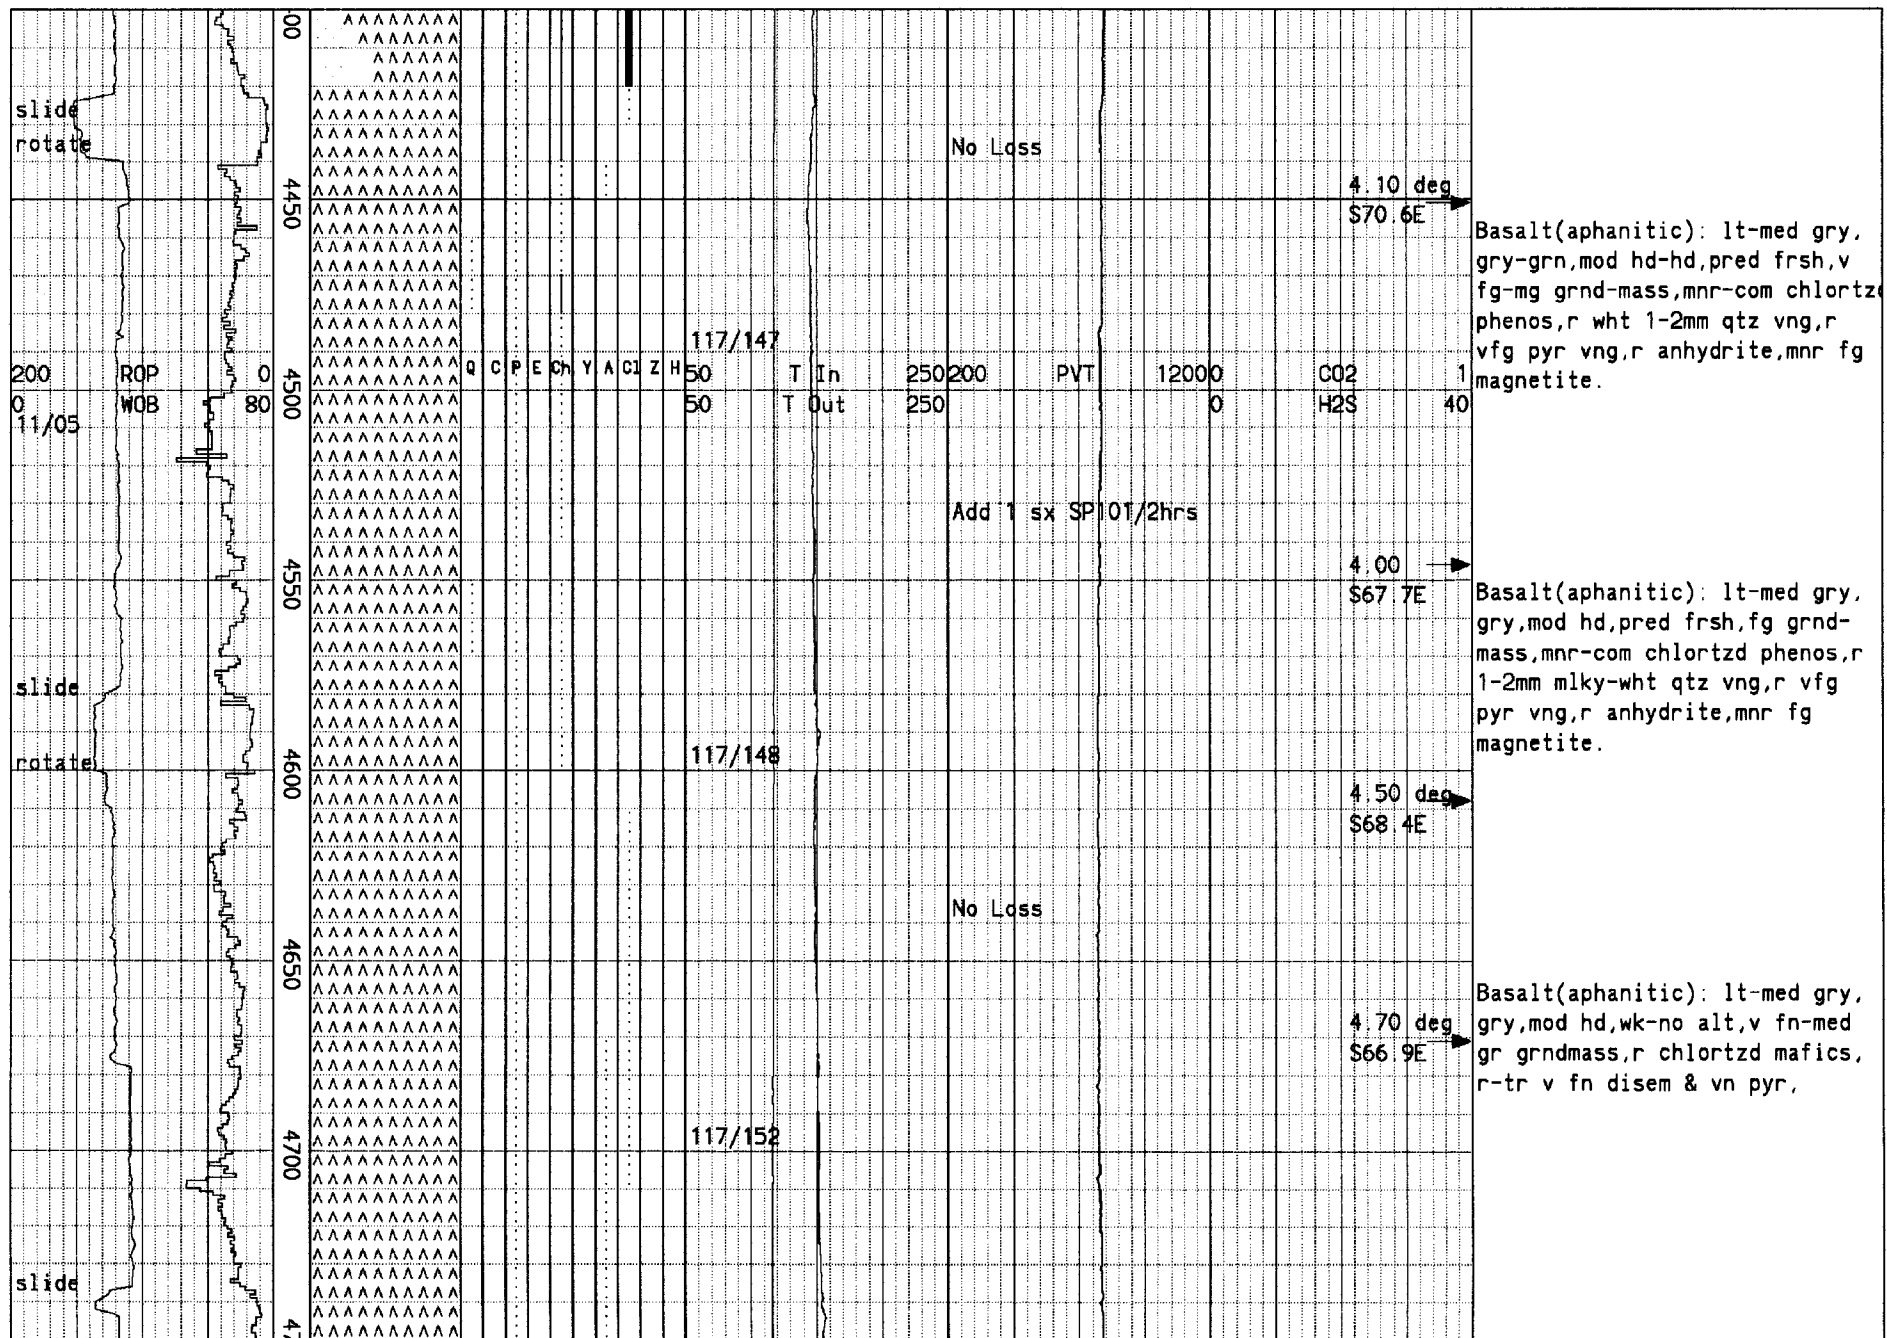 00
slide
rotate
No Loss
4.10 deg
S70.6E
4450
Basalt(aphanitic): lt-med gry,
gry-grn,mod hd-hd,pred frsh,v
fg-mg grnd-mass,mnr-com chlortzd
phenos,r wht 1-2mm qtz vng,r
vfg pyr vng,r anhydrite,mnr fg
magnetite.
117/147
200 ROP 0
Q C P E Ch Y A Cl Z H
50 T In 250
200 PVT 1200
0 CO2 1
0 WOB 80
4500
50 T Out 250
0 H2S 40
11/05
Add 1 sx SP101/2hrs
4.00
S67.7E
4550
Basalt(aphanitic): lt-med gry,
gry,mod hd,pred frsh,fg grnd-
mass,mnr-com chlortzd phenos,r
1-2mm mlky-wht qtz vng,r vfg
pyr vng,r anhydrite,mnr fg
magnetite.
slide
117/148
rotate
4600
4.50 deg
S68.4E
No Loss
4650
Basalt(aphanitic): lt-med gry,
gry,mod hd,wk-no alt,v fn-med
gr grndmass,r chlortzd mafics,
r-tr v fn disem & vn pyr,
4.70 deg
S66.9E
117/152
4700
slide
47